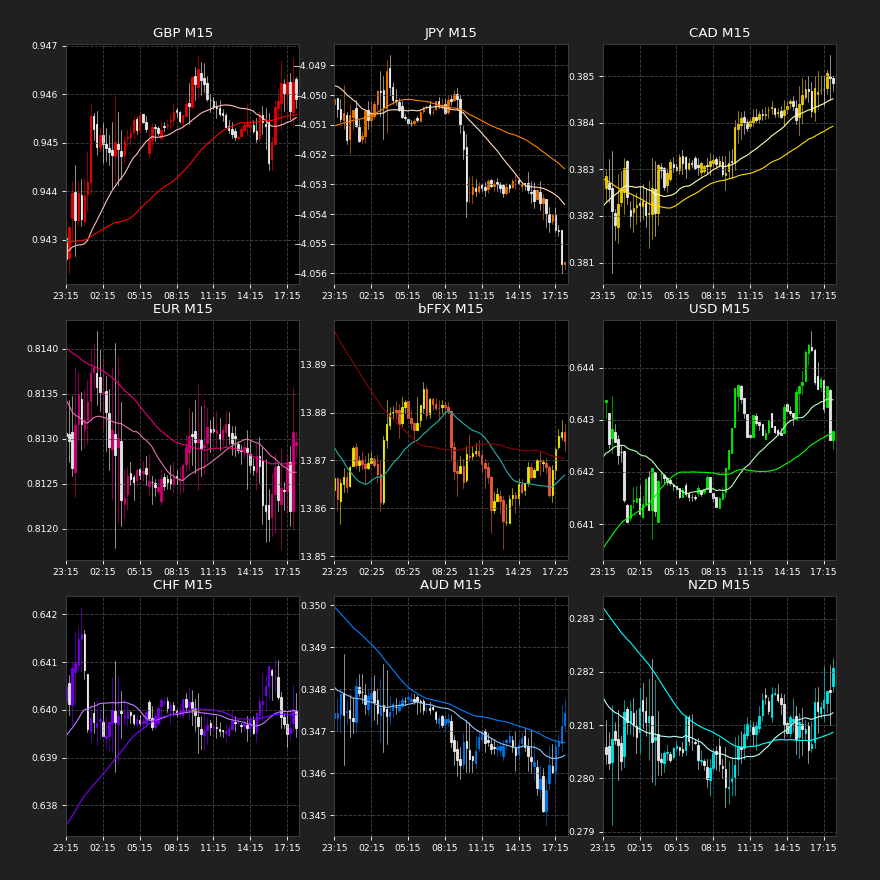 GBP M15
0.947
0.946
0.945
0.944
0.943
23:15 02:15 05:15 08:15 11:15 14:15 17:15
JPY M15
−4.049
−4.050
−4.051
−4.052
−4.053
−4.054
−4.055
−4.056
23:15 02:15 05:15 08:15 11:15 14:15 17:15
CAD M15
0.385
0.384
0.383
0.382
0.381
23:15 02:15 05:15 08:15 11:15 14:15 17:15
EUR M15
0.8140
0.8135
0.8130
0.8125
0.8120
23:15 02:15 05:15 08:15 11:15 14:15 17:15
bFFX M15
13.89
13.88
13.87
13.86
13.85
23:25 02:25 05:25 08:25 11:25 14:25 17:25
USD M15
0.644
0.643
0.642
0.641
23:15 02:15 05:15 08:15 11:15 14:15 17:15
CHF M15
0.642
0.641
0.640
0.639
0.638
23:15 02:15 05:15 08:15 11:15 14:15 17:15
AUD M15
0.350
0.349
0.348
0.347
0.346
0.345
23:15 02:15 05:15 08:15 11:15 14:15 17:15
NZD M15
0.283
0.282
0.281
0.280
0.279
23:15 02:15 05:15 08:15 11:15 14:15 17:15